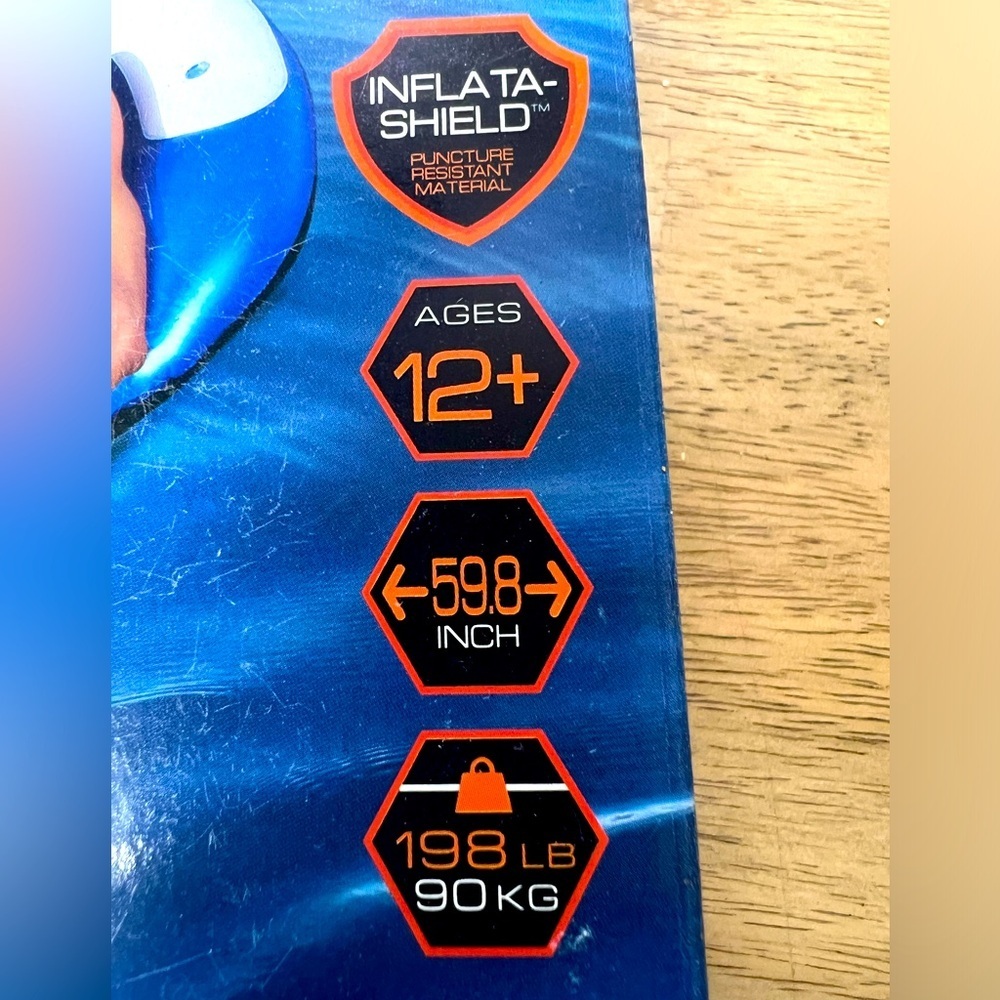 INFLATA-
SHIELD™
PUNCTURE
RESISTANT
MATERIAL
AGES
12+
59.8
INCH
198 LB
90 KG